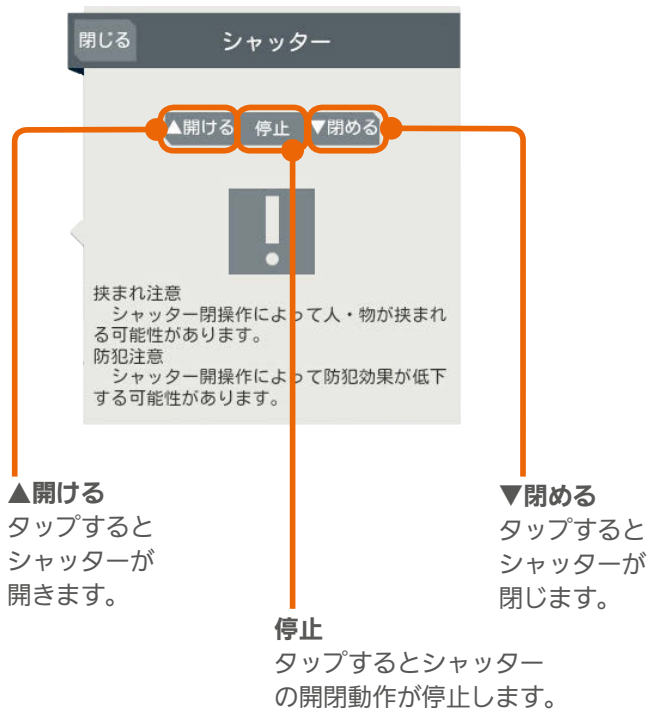 閉じる シャッター
▲開ける 停止 ▼閉める
挟まれ注意
　シャッター閉操作によって人・物が挟まれ
る可能性があります。
防犯注意
　シャッター開操作によって防犯効果が低下
する可能性があります。
▲開ける
タップすると
シャッターが
開きます。
▼閉める
タップすると
シャッターが
閉じます。
停止
タップするとシャッター
の開閉動作が停止します。